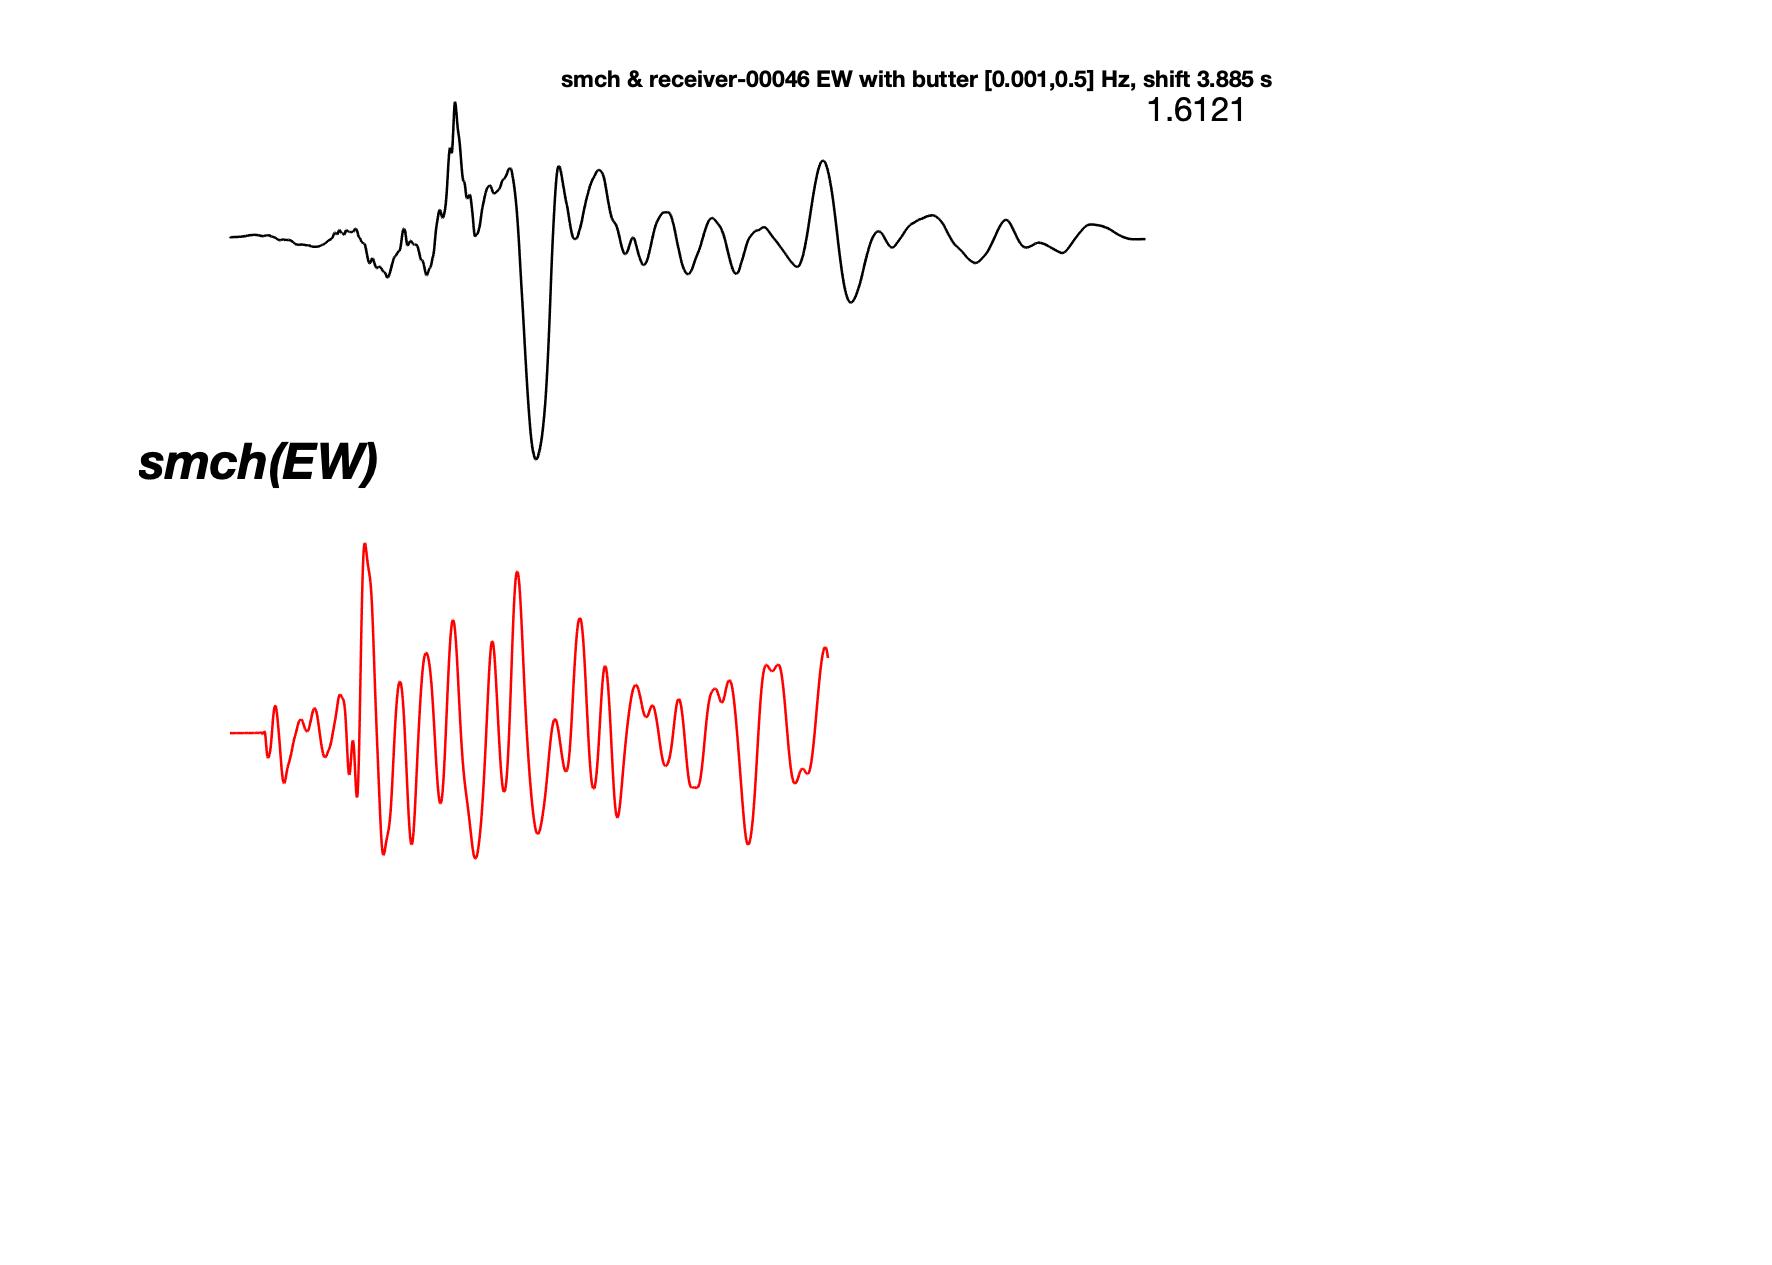 smch & receiver-00046 EW with butter [0.001,0.5] Hz, shift 3.885 s
1.6121
smch(EW)